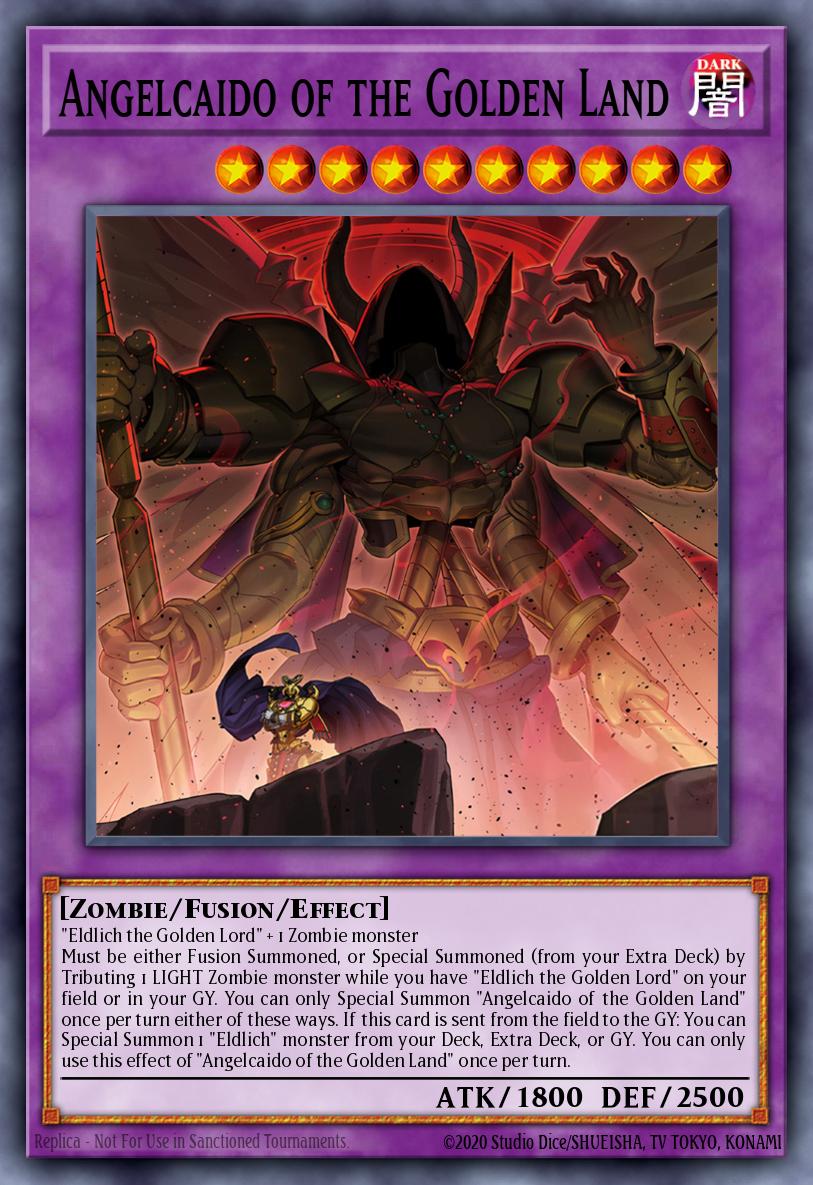 Angelcaido of the Golden Land
DARK
闇
[Zombie/Fusion/Effect]
"Eldlich the Golden Lord" + 1 Zombie monster
Must be either Fusion Summoned, or Special Summoned (from your Extra Deck) by
Tributing 1 LIGHT Zombie monster while you have "Eldlich the Golden Lord" on your
field or in your GY. You can only Special Summon "Angelcaido of the Golden Land"
once per turn either of these ways. If this card is sent from the field to the GY: You can
Special Summon 1 "Eldlich" monster from your Deck, Extra Deck, or GY. You can only
use this effect of "Angelcaido of the Golden Land" once per turn.
ATK/1800 DEF/2500
Replica - Not For Use in Sanctioned Tournaments.
©2020 Studio Dice/SHUEISHA, TV TOKYO, KONAMI